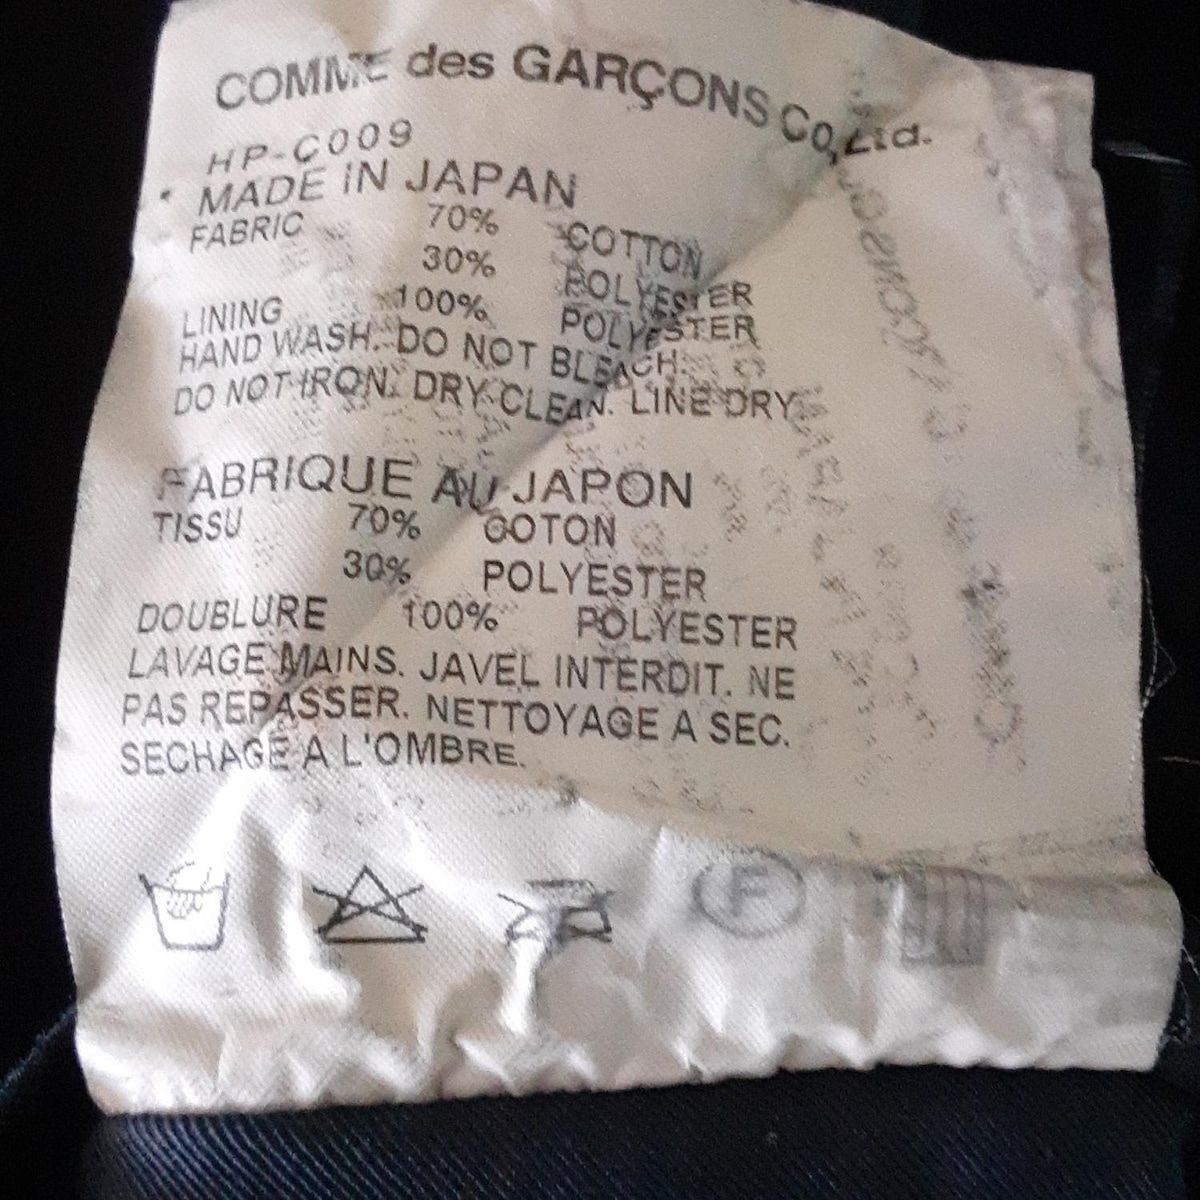 COMME des GARÇONS Co,Ltd.
HP-C009
MADE IN JAPAN
FABRIC 70% COTTON
30% POLYESTER
LINING 100% POLYESTER
HAND WASH. DO NOT BLEACH.
DO NOT IRON. DRY CLEAN. LINE DRY
FABRIQUE AU JAPON
TISSU 70% COTON
30% POLYESTER
DOUBLURE 100% POLYESTER
LAVAGE MAINS. JAVEL INTERDIT. NE
PAS REPASSER. NETTOYAGE A SEC.
SECHAGE A L'OMBRE.
F